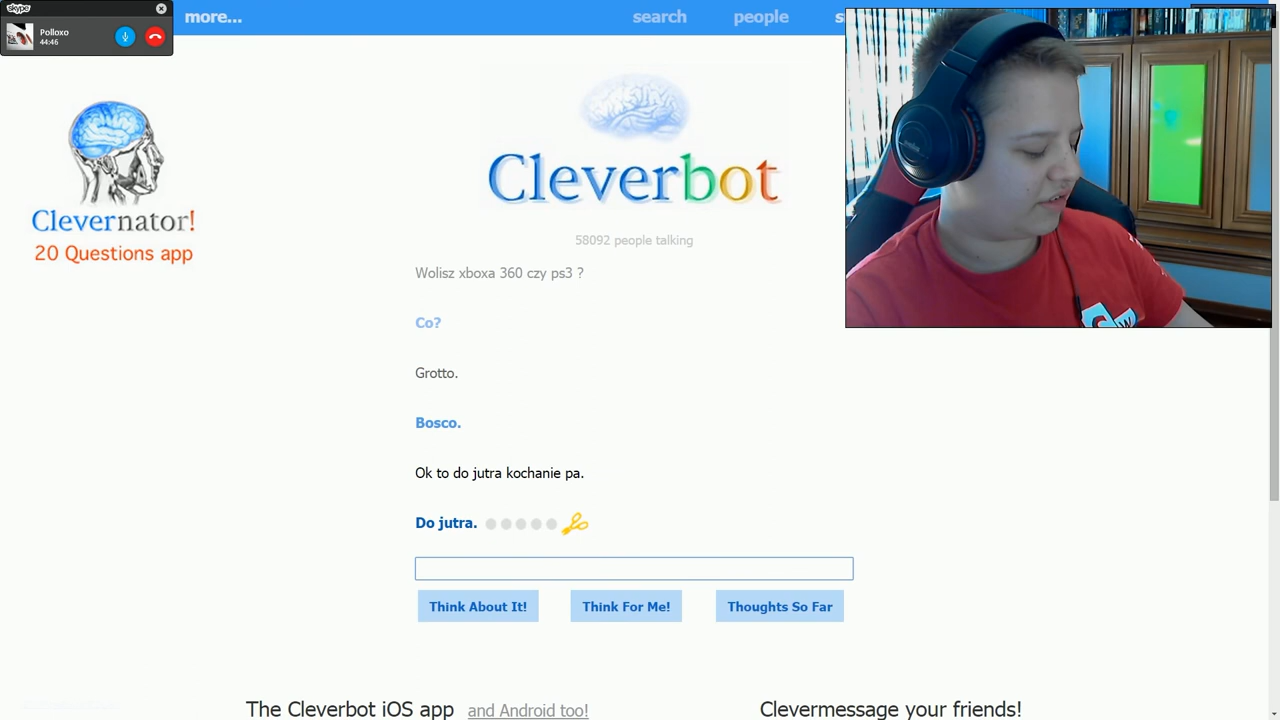 skype
Polloxo
44:46
more...
search
people
Clevernator!
20 Questions app
Cleverbot
58092 people talking
Wolisz xboxa 360 czy ps3 ?
Co?
Grotto.
Bosco.
Ok to do jutra kochanie pa.
Do jutra.
Think About It!
Think For Me!
Thoughts So Far
The Cleverbot iOS app and Android too!
Clevermessage your friends!